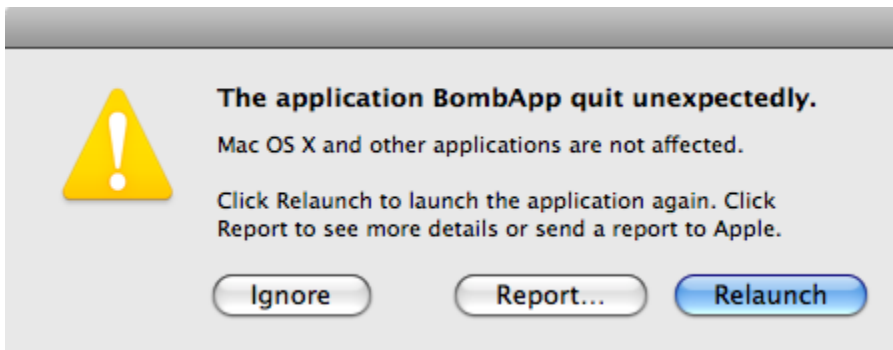 The application BombApp quit unexpectedly.
Mac OS X and other applications are not affected.
Click Relaunch to launch the application again. Click
Report to see more details or send a report to Apple.
Ignore
Report...
Relaunch